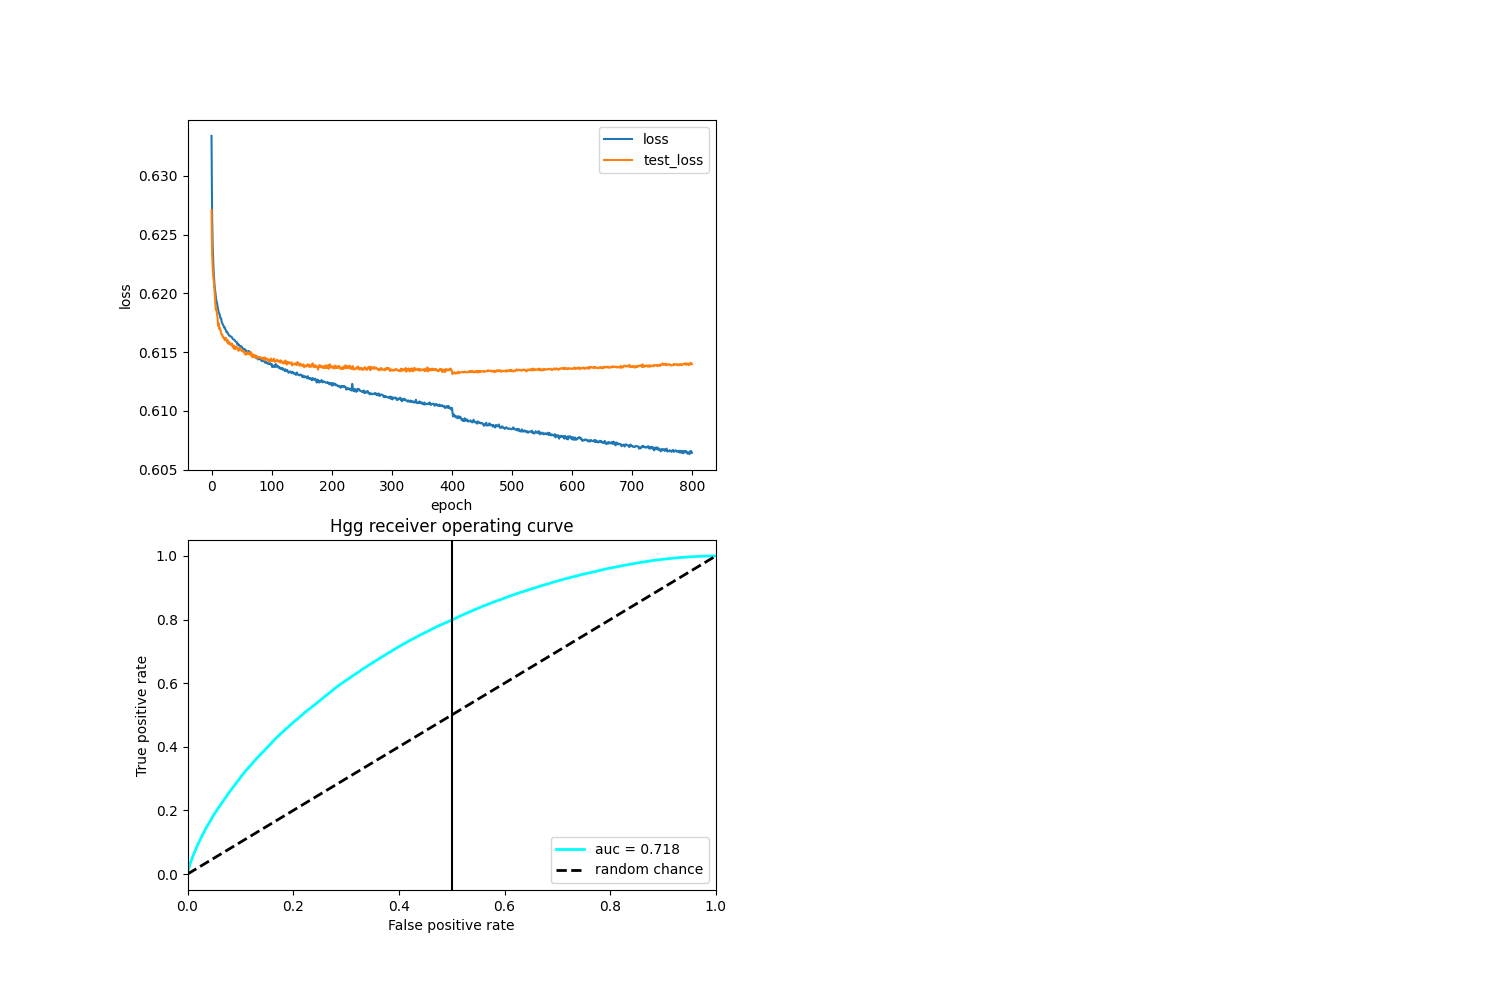 loss
test_loss
0.630
0.625
0.620
0.615
0.610
0.605
loss
0 100 200 300 400 500 600 700 800
epoch
Hgg receiver operating curve
1.0
0.8
0.6
0.4
0.2
0.0
True positive rate
auc = 0.718
random chance
0.0 0.2 0.4 0.6 0.8 1.0
False positive rate